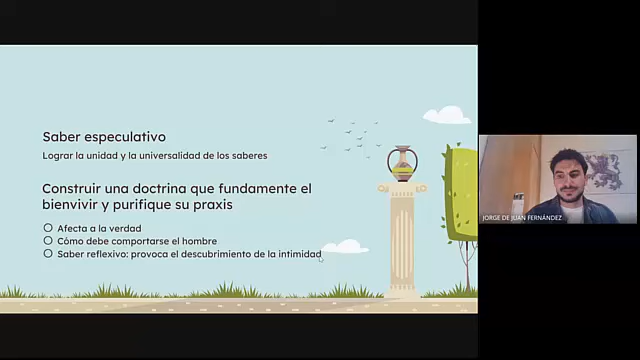 Saber especulativo
Lograr la unidad y la universalidad de los saberes
Construir una doctrina que fundamente el
bienvivir y purifique su praxis
Afecta a la verdad
Cómo debe comportarse el hombre
Saber reflexivo: provoca el descubrimiento de la intimidad
JORGE DE JUAN FERNÁNDEZ